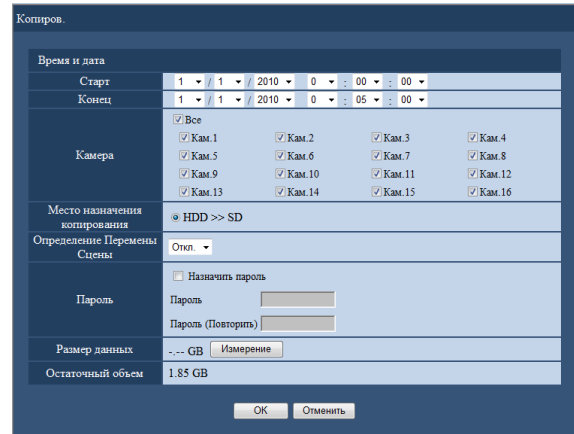 Копиров.
Время и дата
Старт 1 / 1 / 2010 0 : 00 : 00
Конец 1 / 1 / 2010 0 : 05 : 00
Камера
Все
Кам.1 Кам.2 Кам.3 Кам.4
Кам.5 Кам.6 Кам.7 Кам.8
Кам.9 Кам.10 Кам.11 Кам.12
Кам.13 Кам.14 Кам.15 Кам.16
Место назначения
копирования
HDD >> SD
Определение Перемены
Сцены
Откл.
Пароль
Назначить пароль
Пароль
Пароль (Повторить)
Размер данных -.-- GB Измерение
Остаточный объем 1.85 GB
OK Отменить